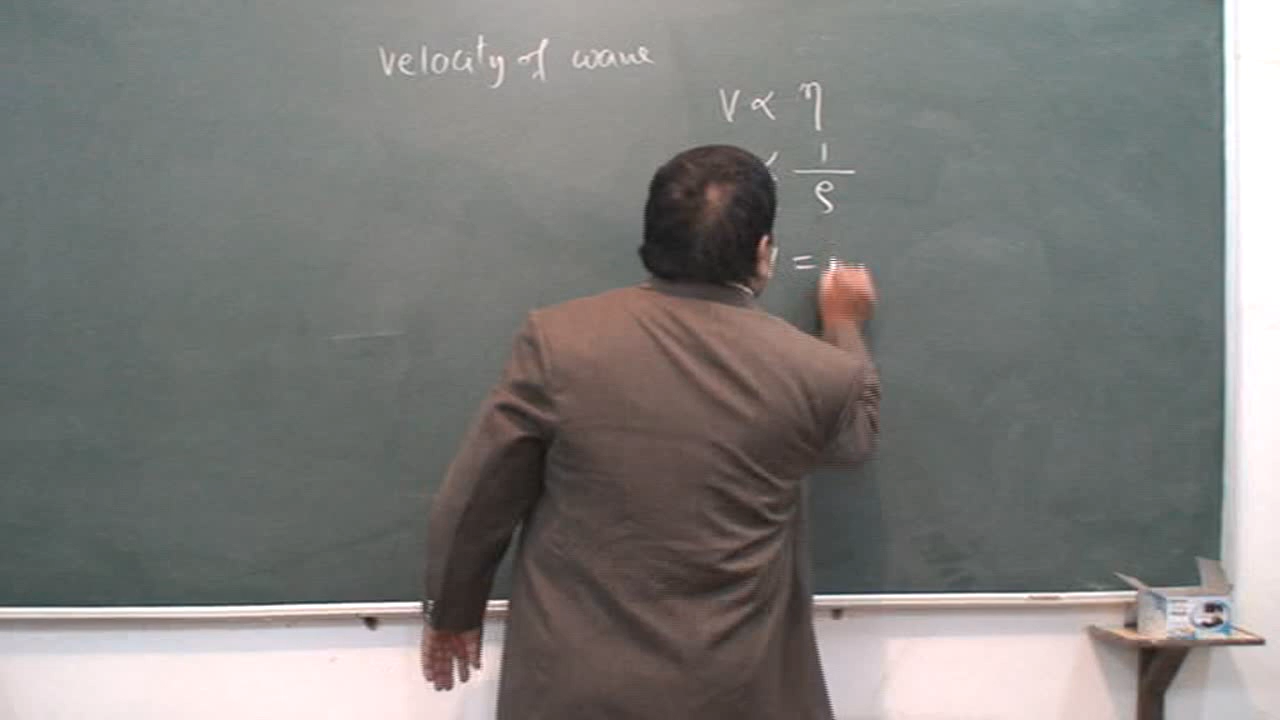 Velocity of wave
V ∝ η
∝ 1/ρ
=